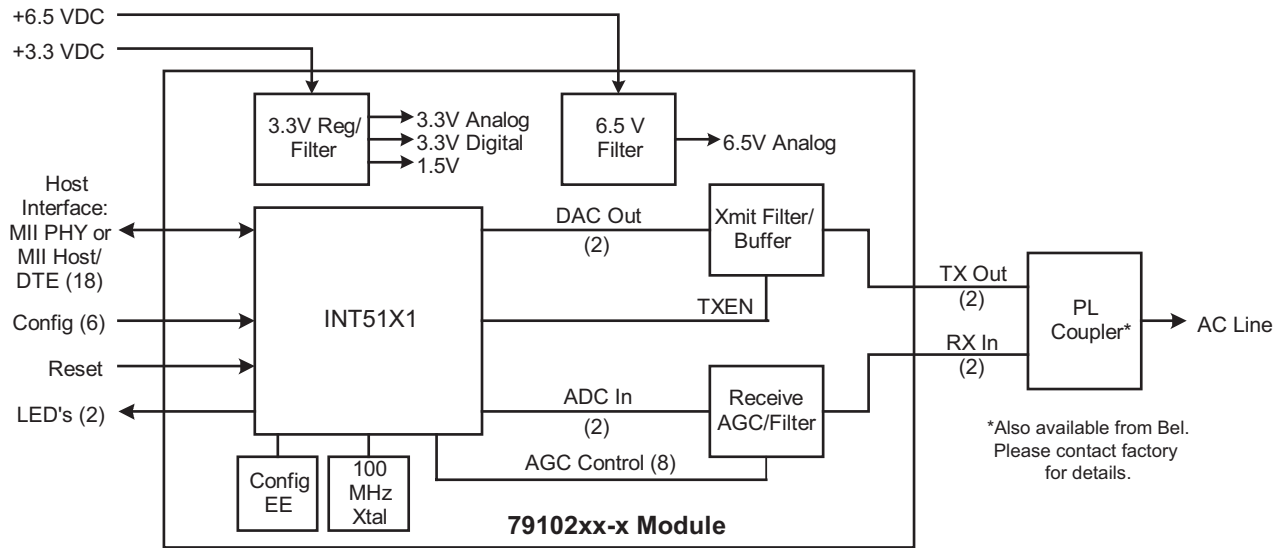 +6.5 VDC
+3.3 VDC
3.3V Reg/
Filter
3.3V Analog
3.3V Digital
1.5V
6.5 V
Filter
6.5V Analog
Host
Interface:
MII PHY or
MII Host/
DTE (18)
Config (6)
Reset
LED's (2)
INT51X1
DAC Out
(2)
Xmit Filter/
Buffer
TXEN
ADC In
(2)
Receive
AGC/Filter
AGC Control (8)
Config
EE
100
MHz
Xtal
TX Out
(2)
RX In
(2)
PL
Coupler*
AC Line
*Also available from Bel.
Please contact factory
for details.
79102xx-x Module